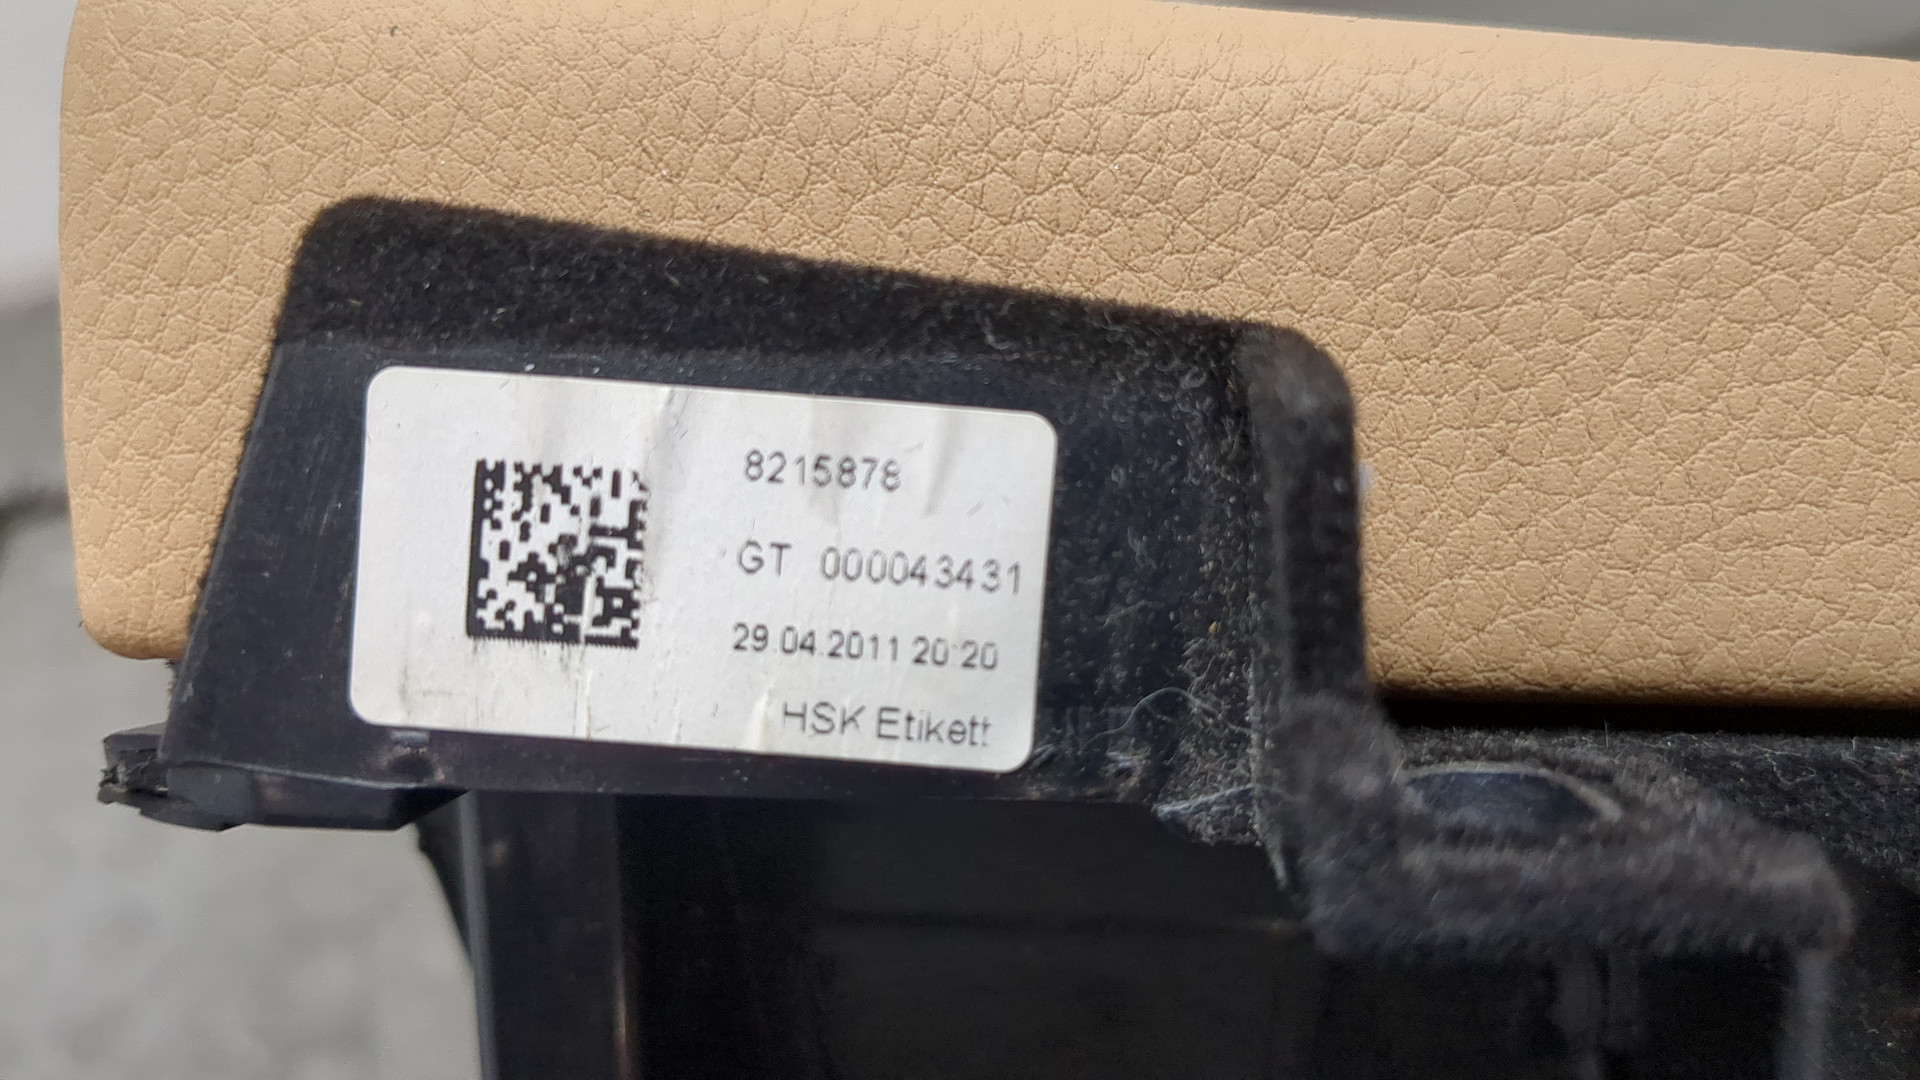 8215878
GT 000043431
29.04.2011 20:20
HSK Etikett